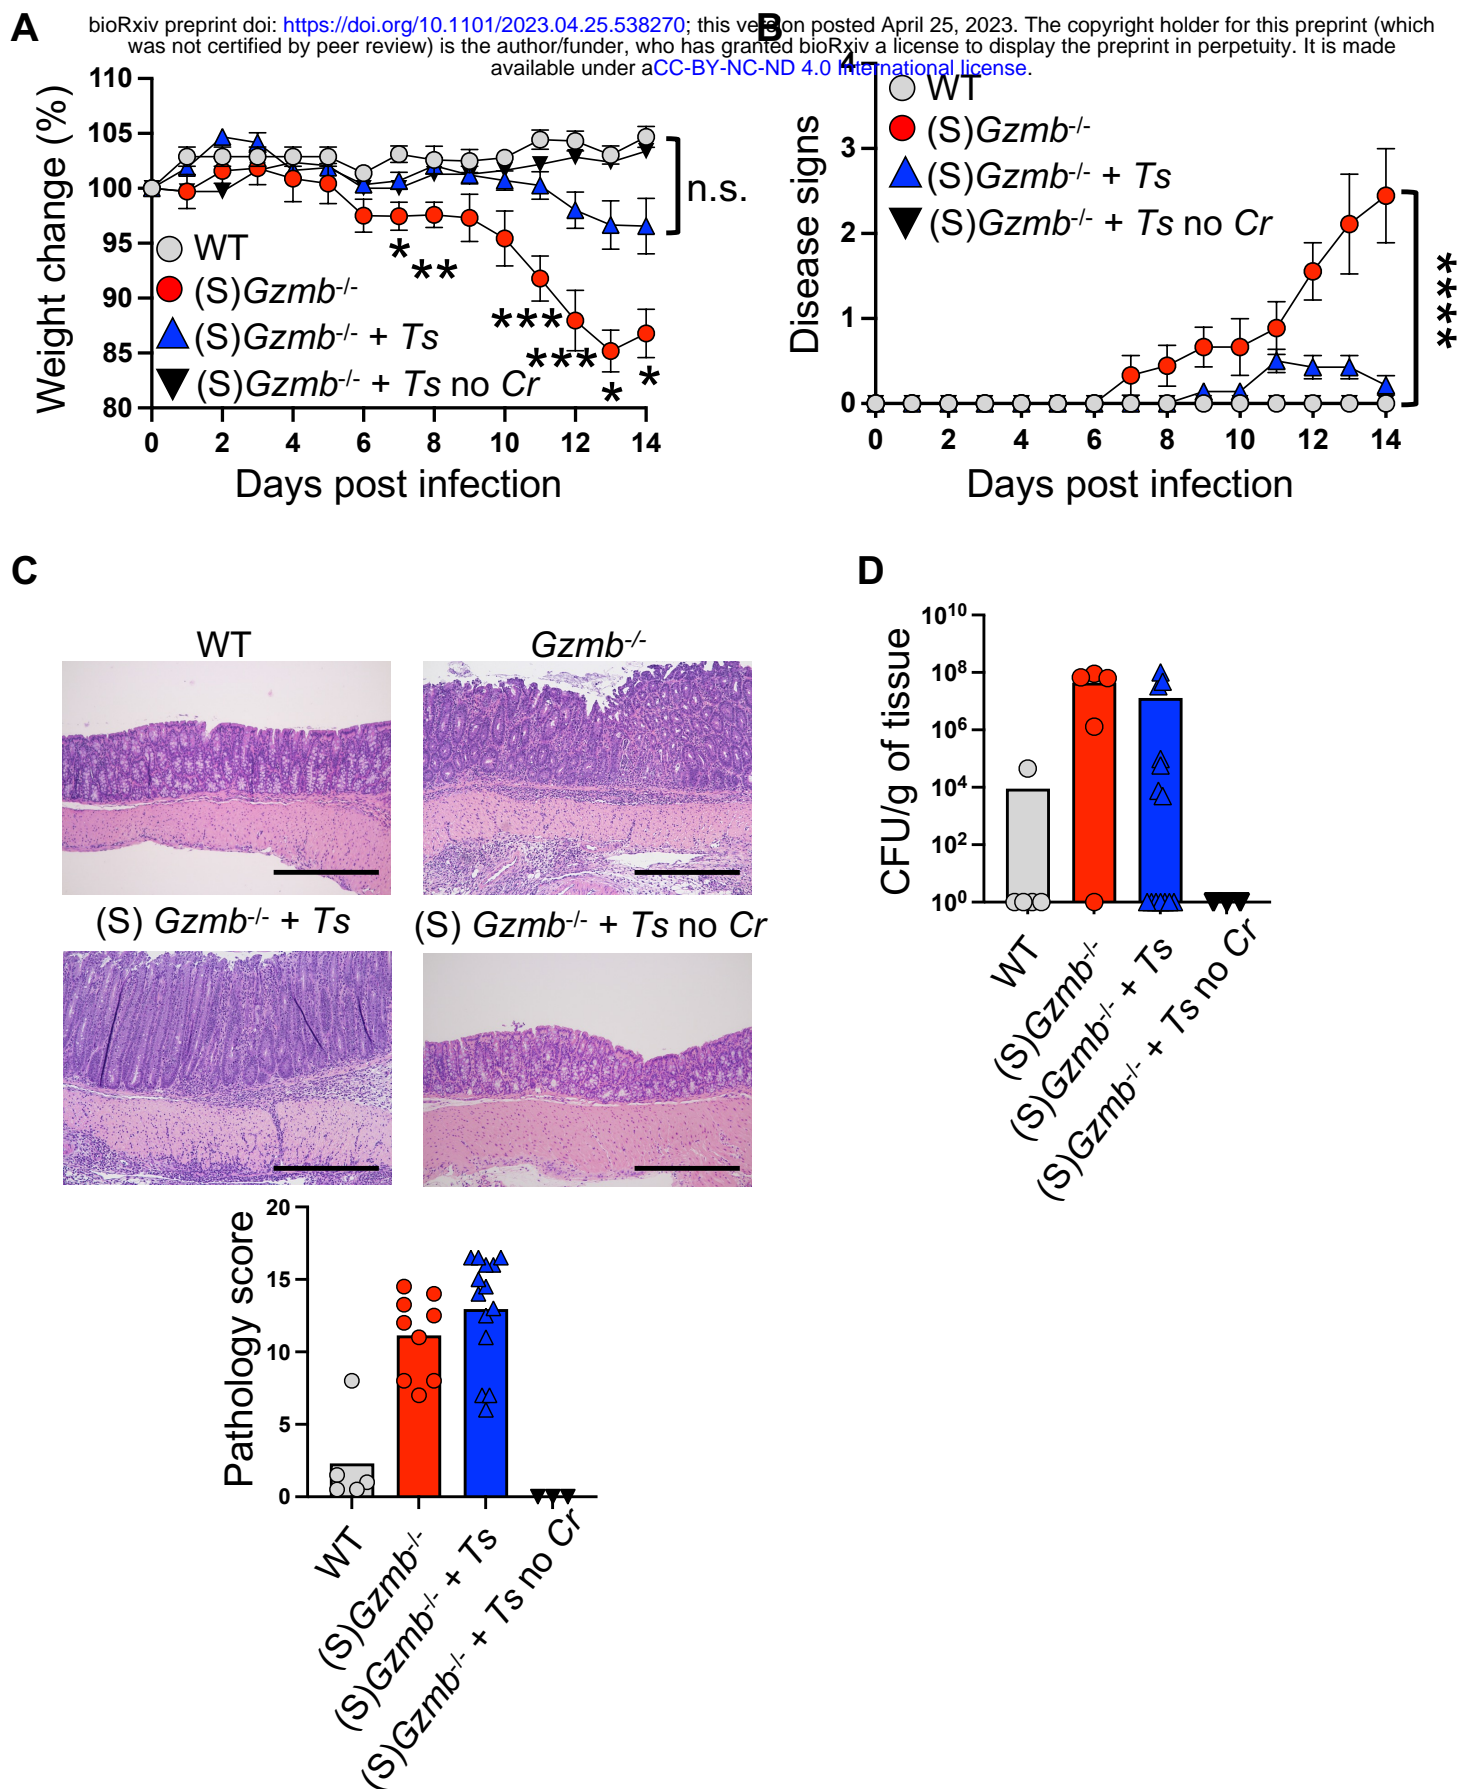 bioRxiv preprint doi: https://doi.org/10.1101/2023.04.25.538270; this version posted April 25, 2023. The copyright holder for this preprint (which
was not certified by peer review) is the author/funder, who has granted bioRxiv a license to display the preprint in perpetuity. It is made
available under aCC-BY-NC-ND 4.0 International license.
A
Weight change (%)
110
105
100
95
90
85
80
WT
(S)Gzmb-/-
(S)Gzmb-/- + Ts
(S)Gzmb-/- + Ts no Cr
n.s.
*
**
***
***
*
*
0 2 4 6 8 10 12 14
Days post infection
B
Disease signs
4
3
2
1
0
WT
(S)Gzmb-/-
(S)Gzmb-/- + Ts
(S)Gzmb-/- + Ts no Cr
****
0 2 4 6 8 10 12 14
Days post infection
C
WT
Gzmb-/-
(S) Gzmb-/- + Ts
(S) Gzmb-/- + Ts no Cr
Pathology score
20
15
10
5
0
WT
(S)Gzmb-/-
(S)Gzmb-/- + Ts
(S)Gzmb-/- + Ts no Cr
D
CFU/g of tissue
10^10
10^8
10^6
10^4
10^2
10^0
WT
(S)Gzmb-/-
(S)Gzmb-/- + Ts
(S)Gzmb-/- + Ts no Cr